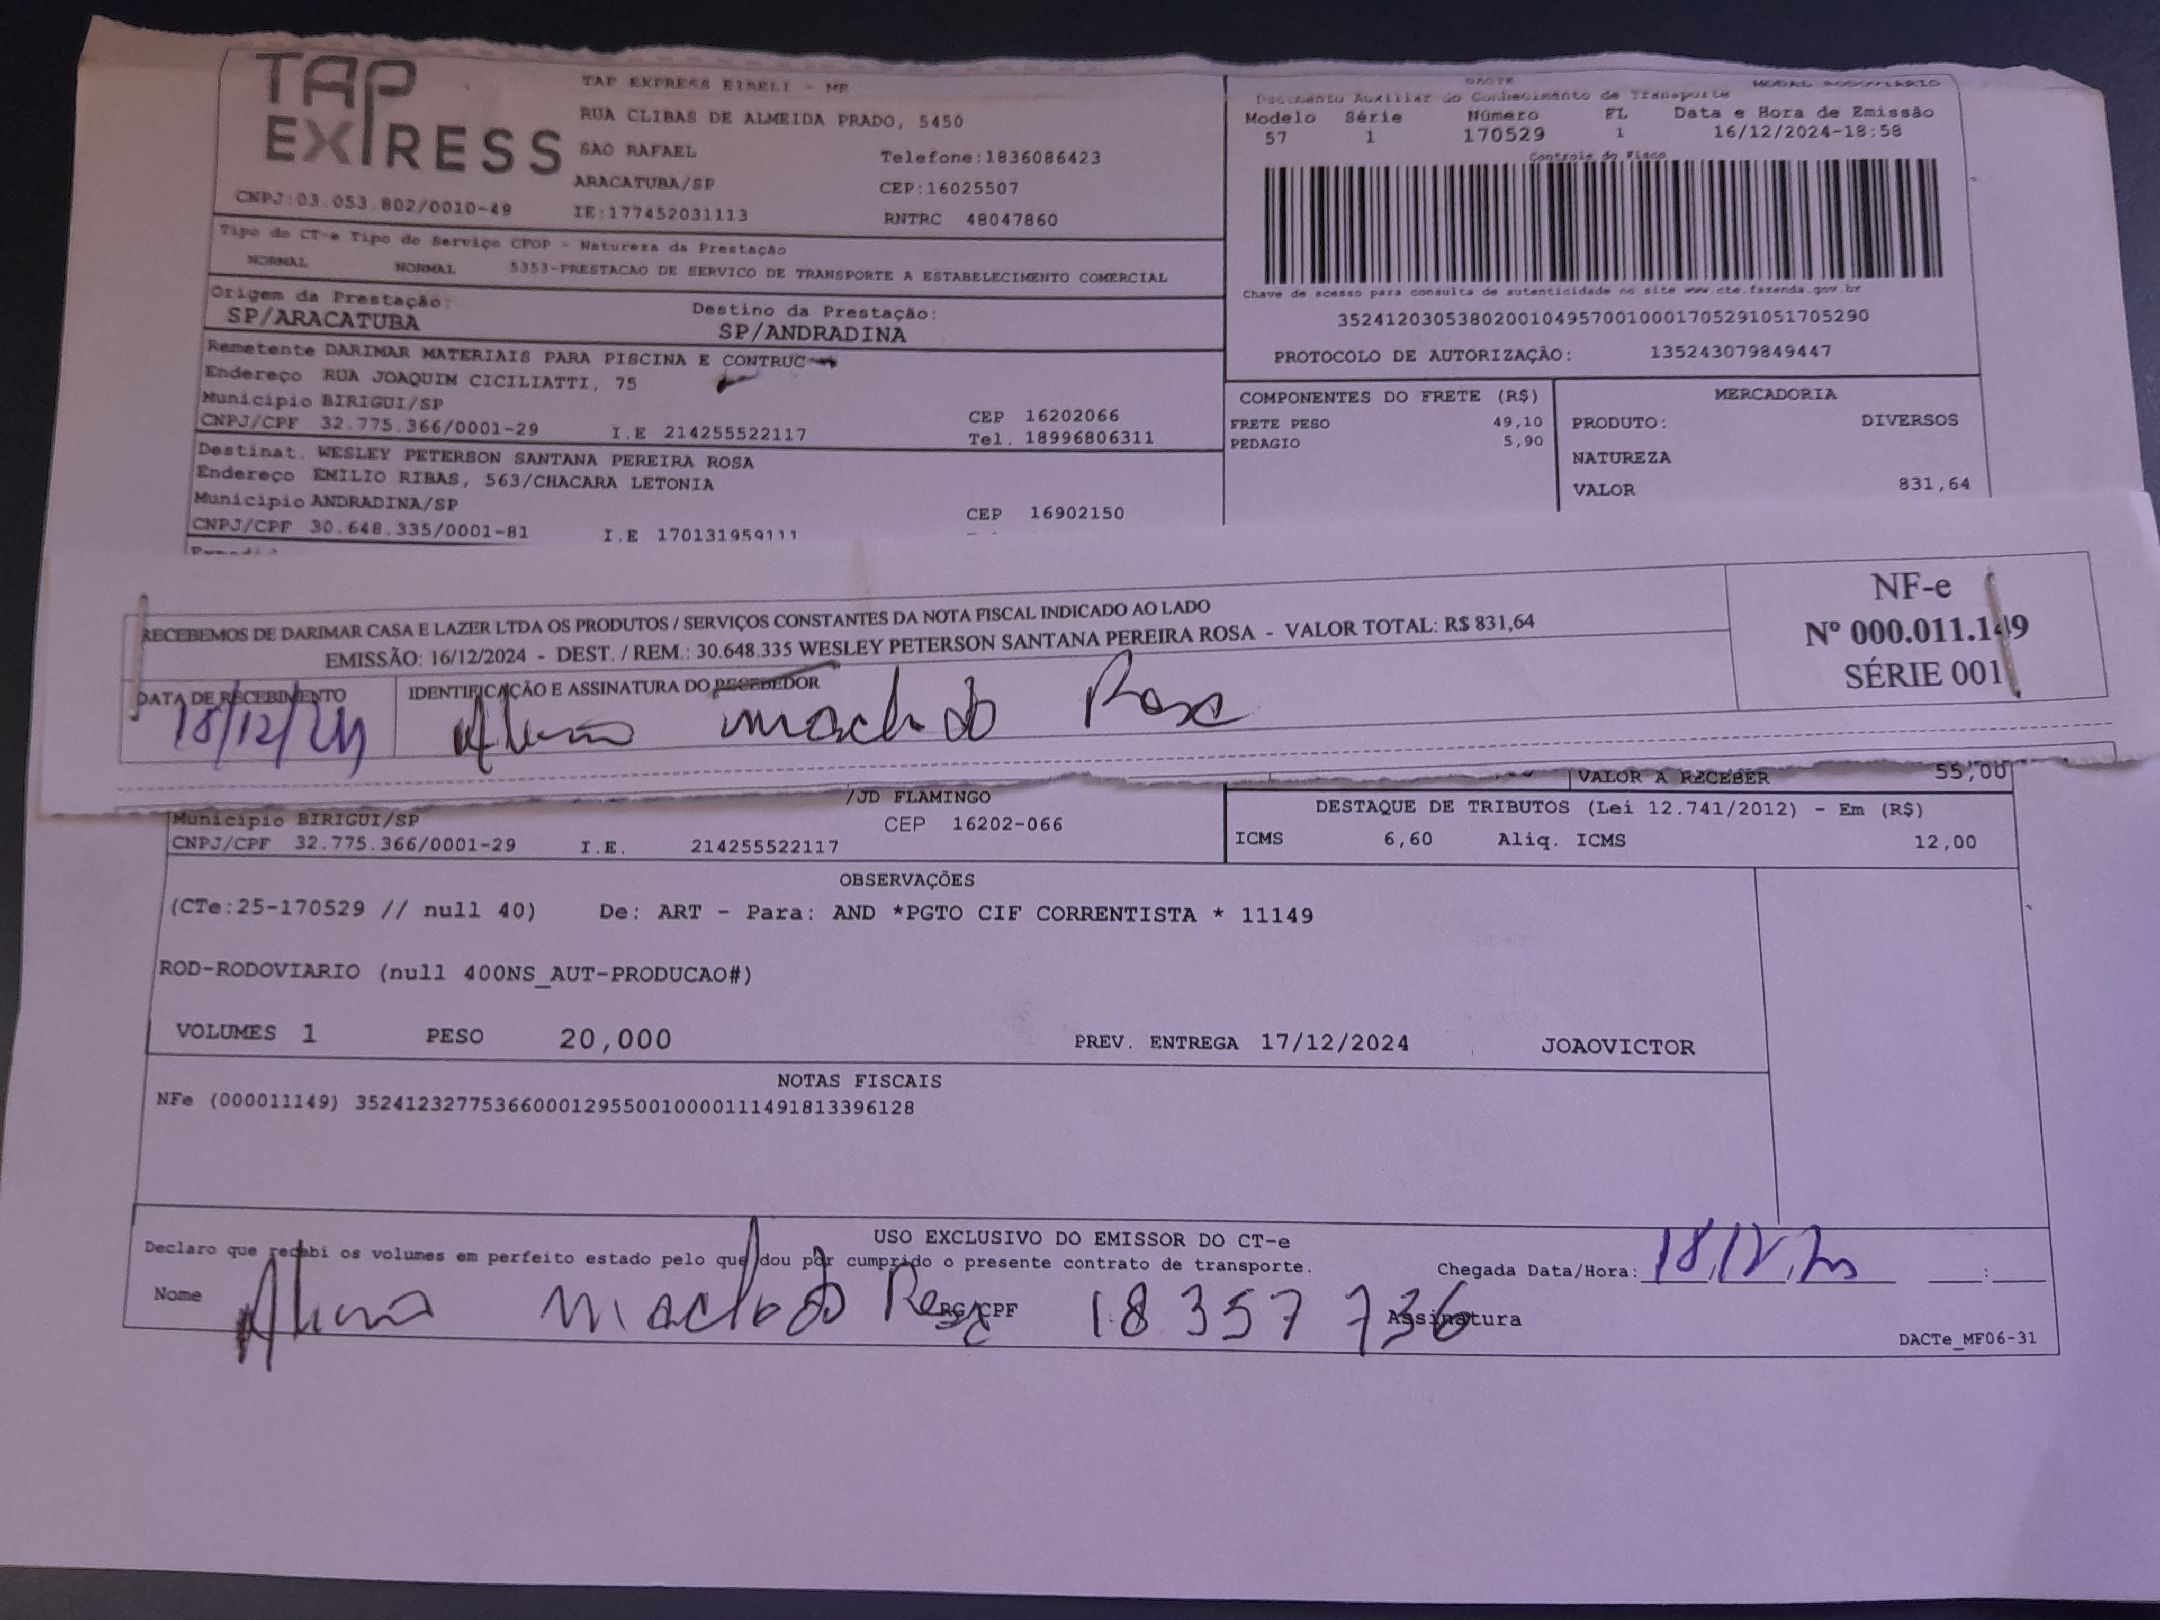 TAP EXPRESS
TAP EXPRESS EIRELI - ME
RUA CLIBAS DE ALMEIDA PRADO, 5450
SAO RAFAEL Telefone:1836086423
ARACATUBA/SP CEP:16025507
CNPJ:03.053.802/0010-49 IE:177452031113 RNTRC 48047860
DACTE MODAL RODOVIÁRIO
Documento Auxiliar do Conhecimento de Transporte
Modelo Série Número FL Data e Hora de Emissão
57 1 170529 1 16/12/2024-18:58
Controle do Fisco
Chave de acesso para consulta de autenticidade no site www.cte.fazenda.gov.br
35241203053802001049570010001705291051705290
PROTOCOLO DE AUTORIZAÇÃO: 135243079849447
Tipo do CT-e Tipo do Serviço CFOP - Natureza da Prestação
NORMAL NORMAL 5353-PRESTACAO DE SERVICO DE TRANSPORTE A ESTABELECIMENTO COMERCIAL
Origem da Prestação: Destino da Prestação:
SP/ARACATUBA SP/ANDRADINA
Remetente DARIMAR MATERIAIS PARA PISCINA E CONTRUC
Endereço RUA JOAQUIM CICILIATTI, 75
Municipio BIRIGUI/SP CEP 16202066
CNPJ/CPF 32.775.366/0001-29 I.E 214255522117 Tel. 18996806311
Destinat. WESLEY PETERSON SANTANA PEREIRA ROSA
Endereço EMILIO RIBAS, 563/CHACARA LETONIA
Municipio ANDRADINA/SP CEP 16902150
CNPJ/CPF 30.648.335/0001-81 I.E 170131959111
COMPONENTES DO FRETE (R$)
FRETE PESO 49,10
PEDAGIO 5,90
MERCADORIA
PRODUTO: DIVERSOS
NATUREZA
VALOR 831,64
RECEBEMOS DE DARIMAR CASA E LAZER LTDA OS PRODUTOS / SERVIÇOS CONSTANTES DA NOTA FISCAL INDICADO AO LADO
EMISSÃO: 16/12/2024 - DEST. / REM.: 30.648.335 WESLEY PETERSON SANTANA PEREIRA ROSA - VALOR TOTAL: R$ 831,64
DATA DE RECEBIMENTO IDENTIFICAÇÃO E ASSINATURA DO RECEBEDOR
18/12/24 machado Rosa
NF-e
Nº 000.011.149
SÉRIE 001
VALOR A RECEBER 55,00
/JD FLAMINGO
Municipio BIRIGUI/SP CEP 16202-066
CNPJ/CPF 32.775.366/0001-29 I.E. 214255522117
DESTAQUE DE TRIBUTOS (Lei 12.741/2012) - Em (R$)
ICMS 6,60 Aliq. ICMS 12,00
OBSERVAÇÕES
(CTe:25-170529 // null 40) De: ART - Para: AND *PGTO CIF CORRENTISTA * 11149
ROD-RODOVIARIO (null 400NS_AUT-PRODUCAO#)
VOLUMES 1 PESO 20,000 PREV. ENTREGA 17/12/2024 JOAOVICTOR
NOTAS FISCAIS
NFe (000011149) 35241232775366000129550010000111491813396128
USO EXCLUSIVO DO EMISSOR DO CT-e
Declaro que recebi os volumes em perfeito estado pelo que dou por cumprido o presente contrato de transporte.
Chegada Data/Hora: 18,12, :
Nome machado Rosa RG/CPF 18 357 736 Assinatura
DACTe_MF06-31